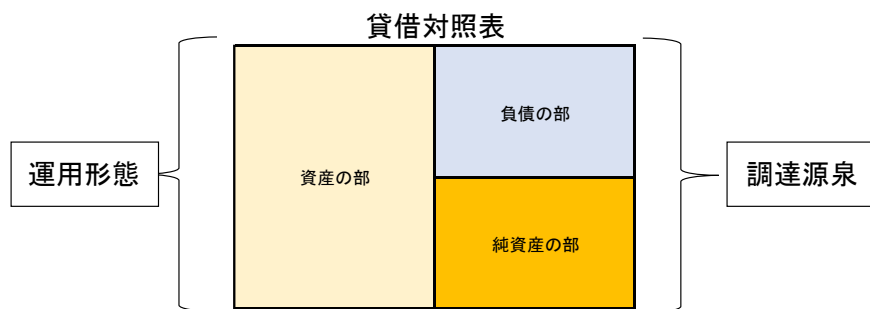 貸借対照表
運用形態
資産の部
負債の部
純資産の部
調達源泉